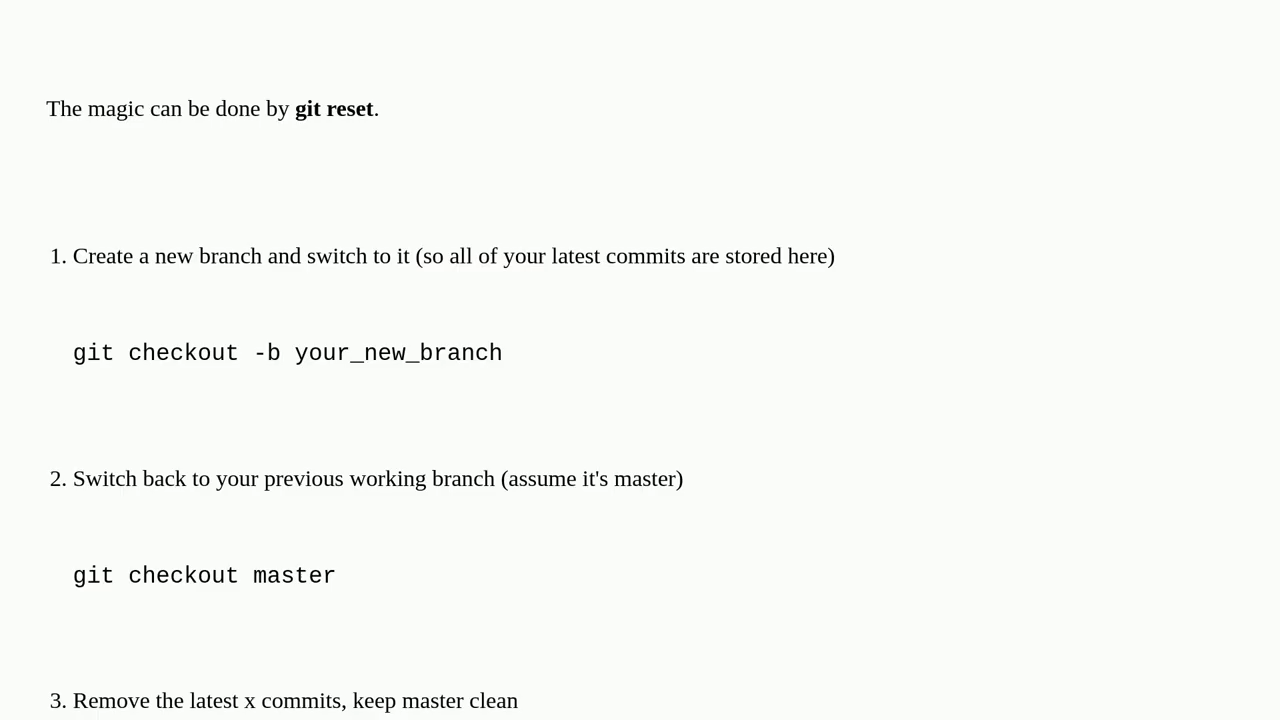 The magic can be done by git reset.
1. Create a new branch and switch to it (so all of your latest commits are stored here)
git checkout -b your_new_branch
2. Switch back to your previous working branch (assume it's master)
git checkout master
3. Remove the latest x commits, keep master clean